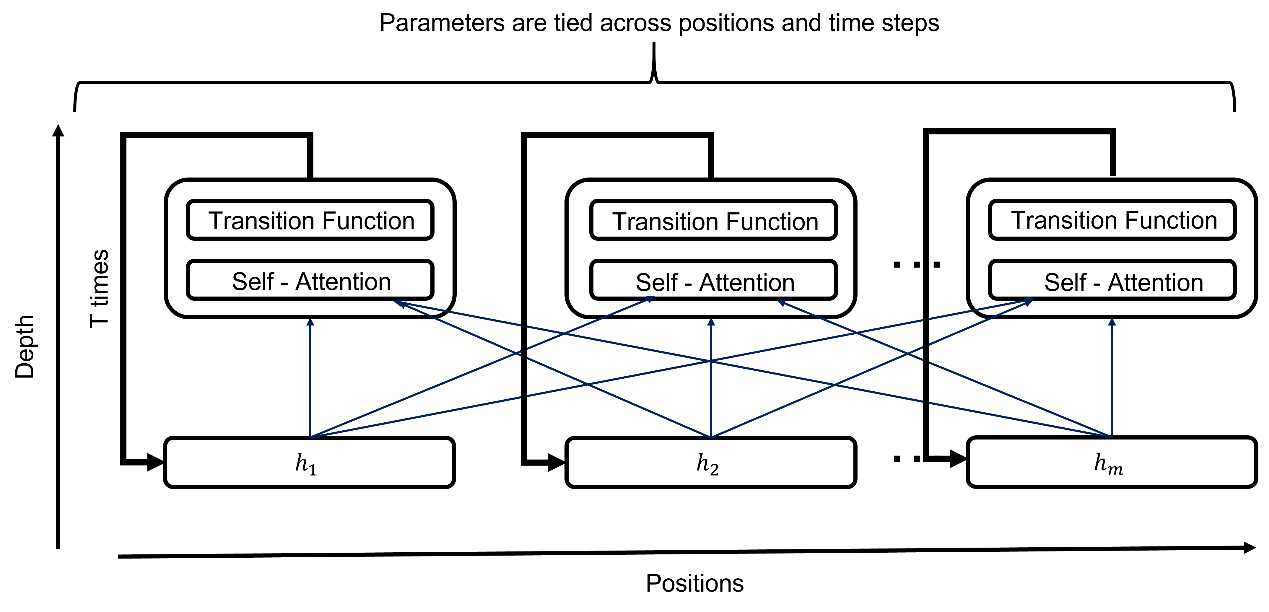 Parameters are tied across positions and time steps
Transition Function
Transition Function
Transition Function
Self - Attention
Self - Attention
...
Self - Attention
T times
Depth
h₁
h₂
hₘ
Positions